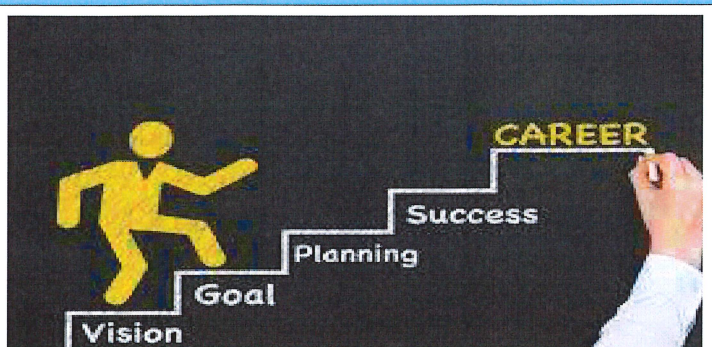 CAREER
Success
Planning
Goal
Vision